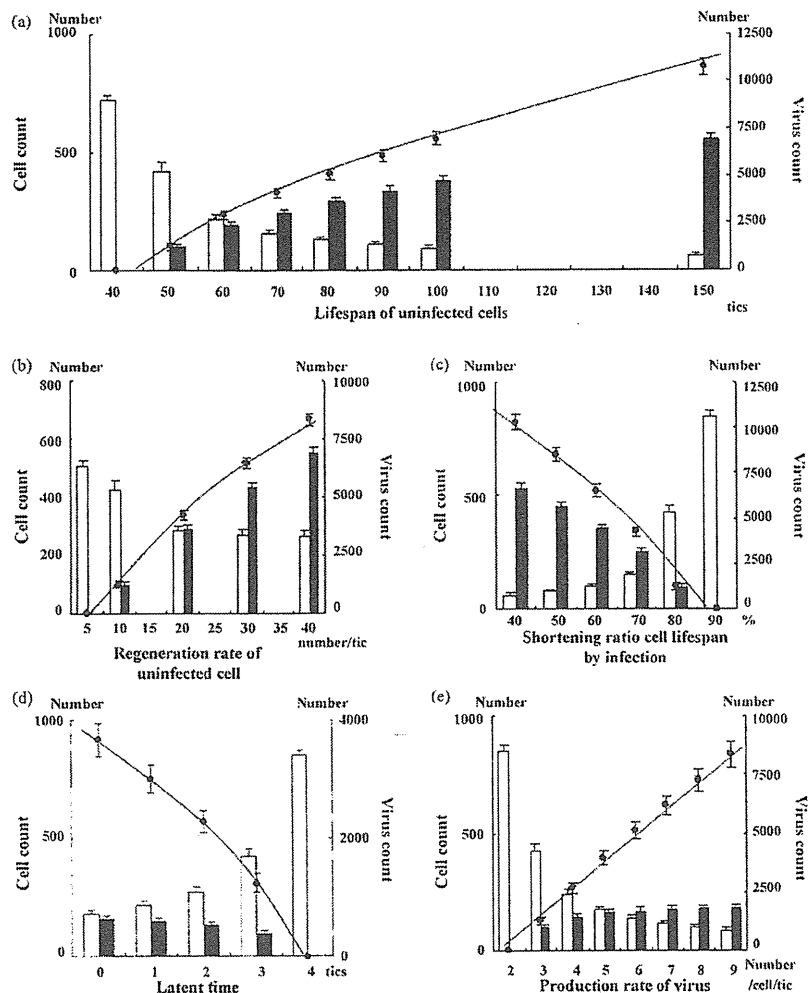 (a)
Number
Number
1000
500
0
Cell count
12500
10000
7500
5000
2500
0
Virus count
40 50 60 70 80 90 100 110 120 130 140 150
tics
Lifespan of uninfected cells
(b)
Number
Number
800
600
400
200
0
Cell count
10000
7500
5000
2500
0
Virus count
5 10 15 20 25 30 35 40
number/tic
Regeneration rate of
uninfected cell
(c)
Number
Number
1000
500
0
Cell count
12500
10000
7500
5000
2500
0
Virus count
40 50 60 70 80 90
%
Shortening ratio cell lifespan
by infection
(d)
Number
Number
1000
500
0
Cell count
4000
2000
0
Virus count
0 1 2 3 4 tics
Latent time
(e)
Number
Number
1000
500
0
Cell count
10000
7500
5000
2500
0
Virus count
2 3 4 5 6 7 8 9 Number
/cell/tic
Production rate of virus